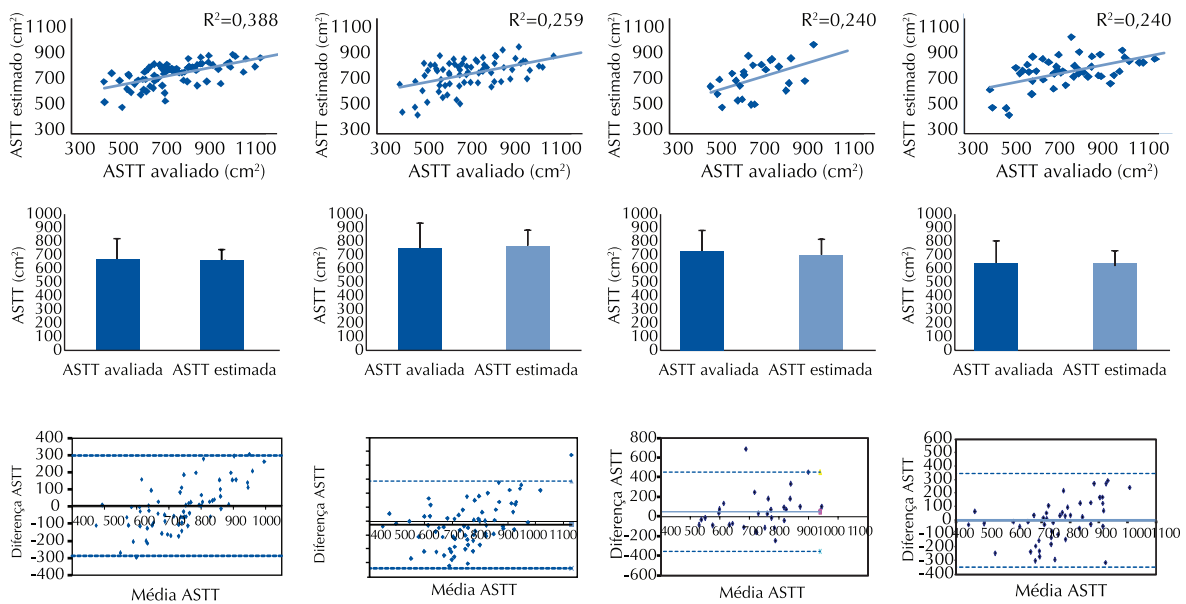 R²=0,388
ASTT estimado (cm²)
1100
900
700
500
300
300 500 700 900 1100
ASTT avaliado (cm²)
R²=0,259
ASTT estimado (cm²)
1100
900
700
500
300
300 500 700 900 1100
ASTT avaliado (cm²)
R²=0,240
ASTT estimado (cm²)
1100
900
700
500
300
300 500 700 900 1100
ASTT avaliado (cm²)
R²=0,240
ASTT estimado (cm²)
1100
900
700
500
300
300 500 700 900 1100
ASTT avaliado (cm²)
ASTT (cm²)
1000
900
800
700
600
500
400
300
200
100
0
ASTT avaliada ASTT estimada
ASTT (cm²)
1000
900
800
700
600
500
400
300
200
100
0
ASTT avaliada ASTT estimada
ASTT (cm²)
1000
900
800
700
600
500
400
300
200
100
0
ASTT avaliada ASTT estimada
ASTT (cm²)
1000
900
800
700
600
500
400
300
200
100
0
ASTT avaliada ASTT estimada
Diferença ASTT
400
300
200
100
0
-100
-200
-300
-400
400 500 600 700 800 900 1000
Média ASTT
Diferença ASTT
400 500 600 700 800 900 1000 1100
Média ASTT
Diferença ASTT
800
600
400
200
0
-200
-400
-600
400 500 600 700 800 900 1000
Média ASTT
Diferença ASTT
600
500
400
300
200
100
0
-100
-200
-300
-400
400 500 600 700 800 900 1000 1100
Média ASTT